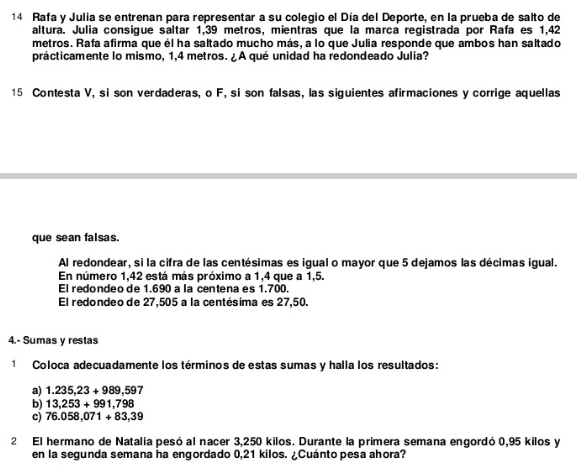 14 Rafa y Julia se entrenan para representar a su colegio el Día del Deporte, en la prueba de salto de
altura. Julia consigue saltar 1,39 metros, mientras que la marca registrada por Rafa es 1,42
metros. Rafa afirma que él ha saltado mucho más, a lo que Julia responde que ambos han saltado
prácticamente lo mismo, 1,4 metros. ¿A qué unidad ha redondeado Julia?
15 Contesta V, si son verdaderas, o F, si son falsas, las siguientes afirmaciones y corrige aquellas
que sean falsas.
Al redondear, si la cifra de las centésimas es igual o mayor que 5 dejamos las décimas igual.
En número 1,42 está más próximo a 1,4 que a 1,5.
El redondeo de 1.690 a la centena es 1.700.
El redondeo de 27,505 a la centésima es 27,50.
4.- Sumas y restas
1 Coloca adecuadamente los términos de estas sumas y halla los resultados:
a) 1.235,23 + 989,597
b) 13,253 + 991,798
c) 76.058,071 + 83,39
2 El hermano de Natalia pesó al nacer 3,250 kilos. Durante la primera semana engordó 0,95 kilos y
en la segunda semana ha engordado 0,21 kilos. ¿Cuánto pesa ahora?